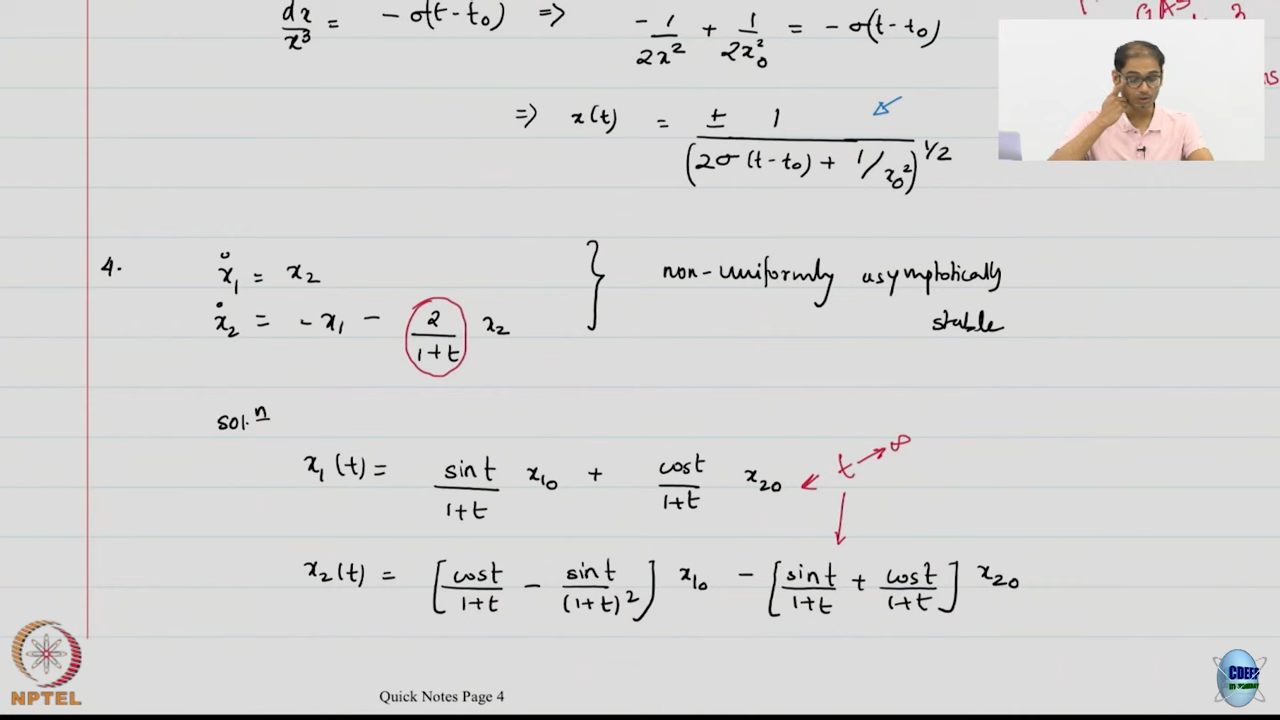 dx/x³ = - σ(t - t₀) => -1/2x² + 1/2x₀² = - σ(t - t₀)
=> x(t) = ± 1/(2σ(t - t₀) + 1/x₀²)^1/2
4. ẋ₁ = x₂
ẋ₂ = - x₁ - 2/(1+t) x₂ } non-uniformly asymptotically
stable
sol.ⁿ
t → ∞
x₁(t) = sin t/(1+t) x₁₀ + cos t/(1+t) x₂₀
x₂(t) = [cos t/(1+t) - sin t/(1+t)²] x₁₀ - [sin t/(1+t) + cos t/(1+t)] x₂₀
NPTEL
Quick Notes Page 4